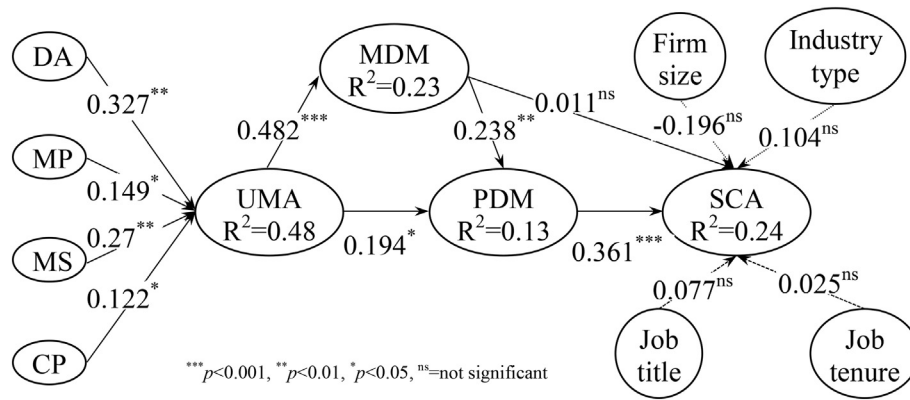 DA
MP
MS
CP
0.327**
0.149*
0.27**
0.122*
UMA
R²=0.48
0.482***
MDM
R²=0.23
0.238**
0.011ns
0.194*
PDM
R²=0.13
0.361***
SCA
R²=0.24
Firm
size
-0.196ns
Industry
type
0.104ns
0.077ns
0.025ns
Job
title
Job
tenure
***p<0.001, **p<0.01, *p<0.05, ns=not significant